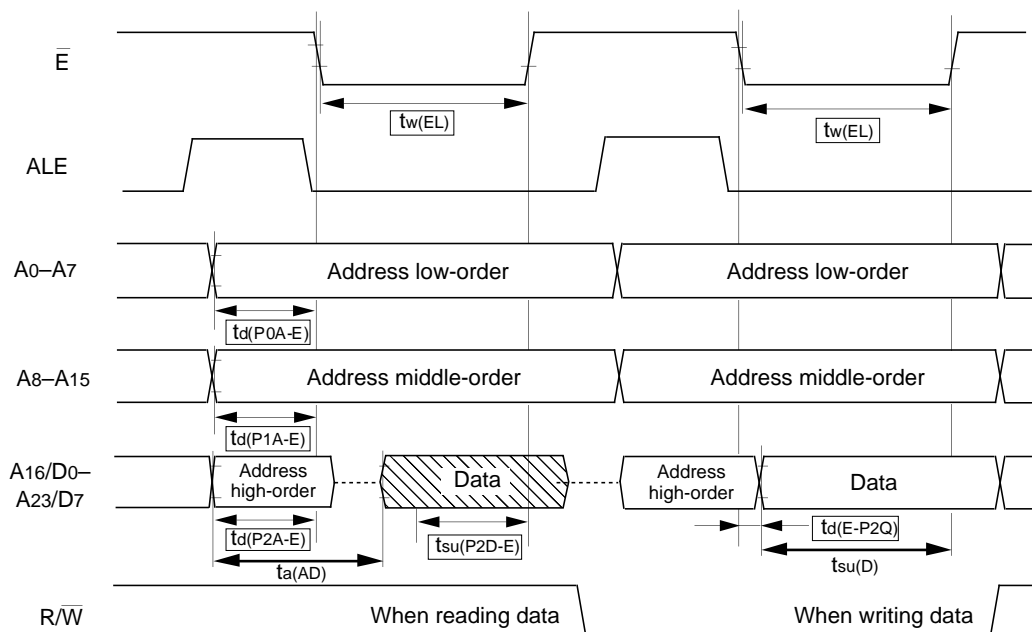 E̅
tw(EL) tw(EL)
ALE
A0–A7 Address low-order Address low-order
td(P0A-E)
A8–A15 Address middle-order Address middle-order
td(P1A-E)
A16/D0– Address Data Address Data
A23/D7 high-order high-order
td(P2A-E) tsu(P2D-E) td(E-P2Q)
ta(AD) tsu(D)
R/W̅ When reading data When writing data